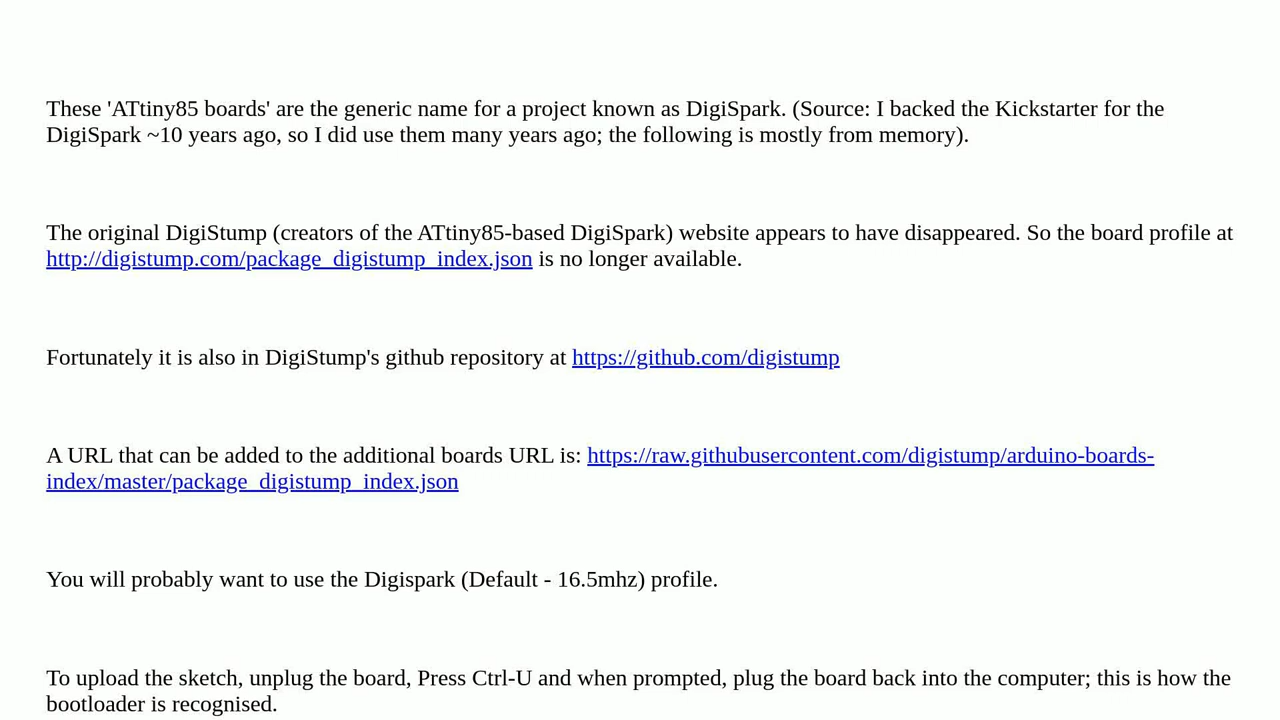 These 'ATtiny85 boards' are the generic name for a project known as DigiSpark. (Source: I backed the Kickstarter for the
DigiSpark ~10 years ago, so I did use them many years ago; the following is mostly from memory).
The original DigiStump (creators of the ATtiny85-based DigiSpark) website appears to have disappeared. So the board profile at
http://digistump.com/package_digistump_index.json is no longer available.
Fortunately it is also in DigiStump's github repository at https://github.com/digistump
A URL that can be added to the additional boards URL is: https://raw.githubusercontent.com/digistump/arduino-boards-
index/master/package_digistump_index.json
You will probably want to use the Digispark (Default - 16.5mhz) profile.
To upload the sketch, unplug the board, Press Ctrl-U and when prompted, plug the board back into the computer; this is how the
bootloader is recognised.